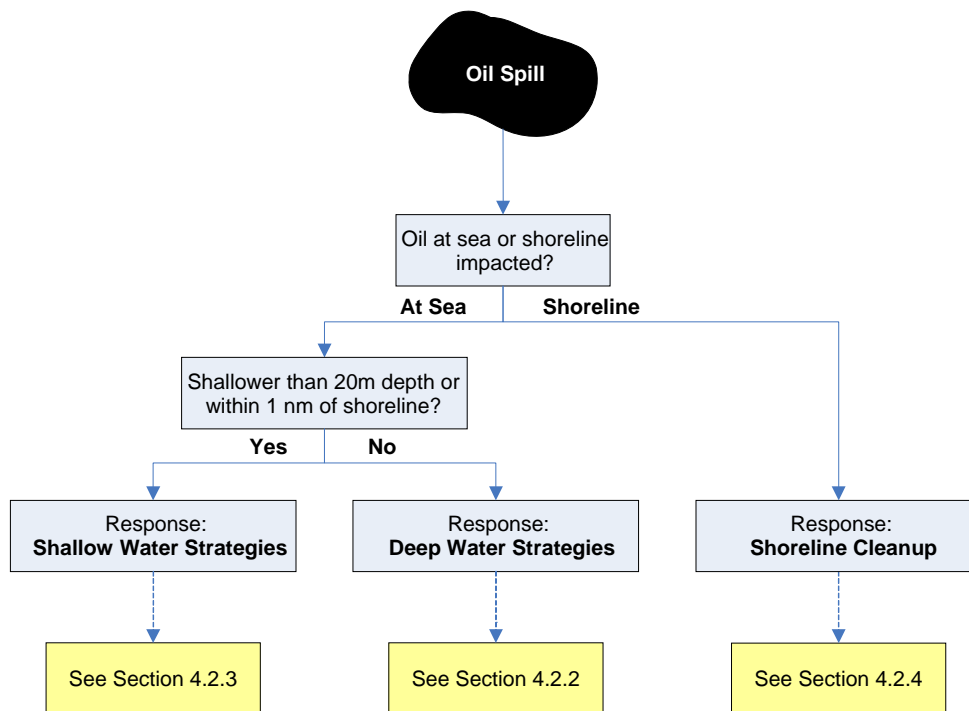 Oil Spill
Oil at sea or shoreline
impacted?
At Sea
Shoreline
Shallower than 20m depth or
within 1 nm of shoreline?
Yes
No
Response:
Shallow Water Strategies
Response:
Deep Water Strategies
Response:
Shoreline Cleanup
See Section 4.2.3
See Section 4.2.2
See Section 4.2.4